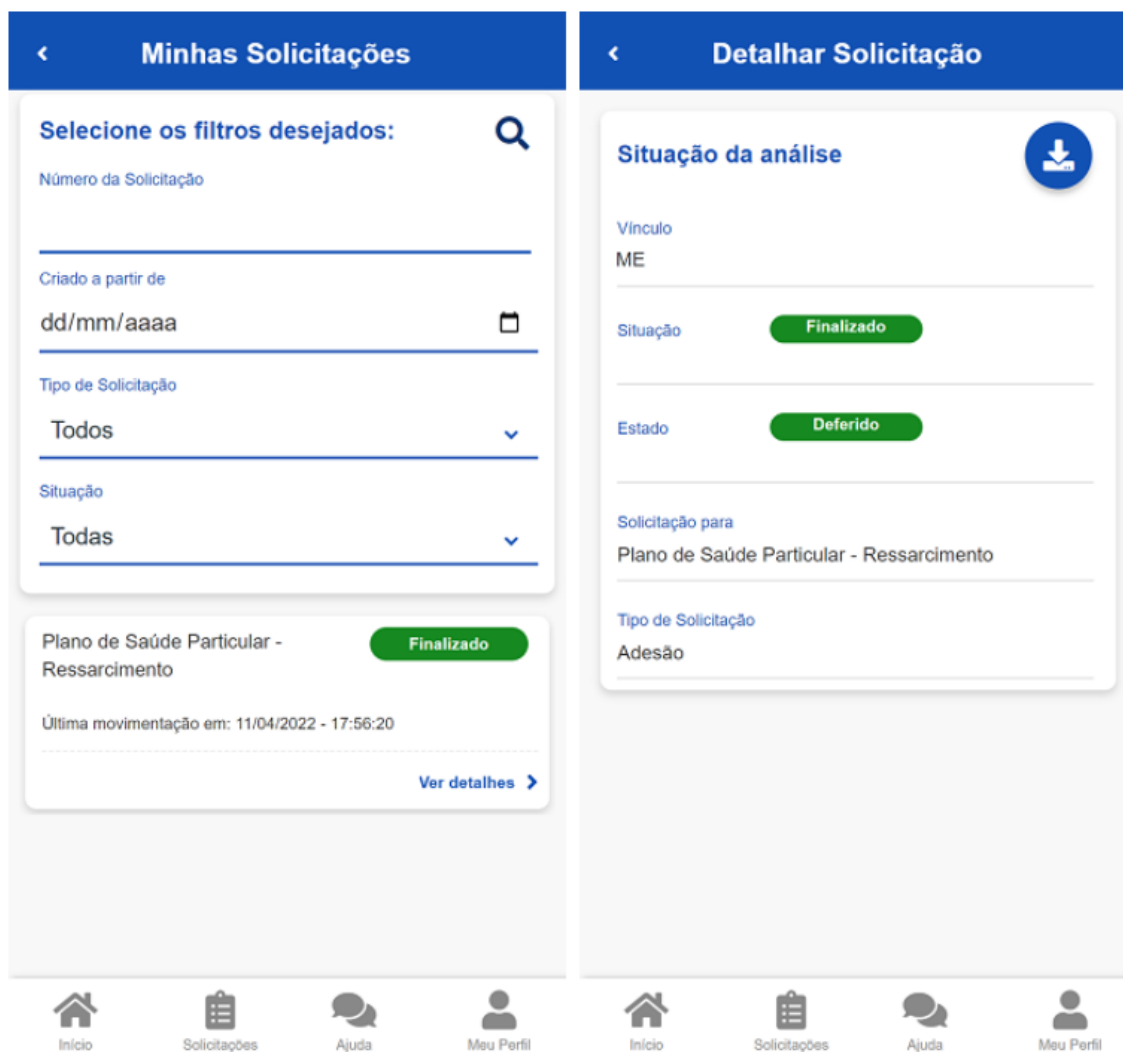 Minhas Solicitações
Selecione os filtros desejados:
Número da Solicitação
Criado a partir de
dd/mm/aaaa
Tipo de Solicitação
Todos
Situação
Todas
Plano de Saúde Particular -
Ressarcimento
Finalizado
Última movimentação em: 11/04/2022 - 17:56:20
Ver detalhes
Início
Solicitações
Ajuda
Meu Perfil
Detalhar Solicitação
Situação da análise
Vínculo
ME
Situação
Finalizado
Estado
Deferido
Solicitação para
Plano de Saúde Particular - Ressarcimento
Tipo de Solicitação
Adesão
Início
Solicitações
Ajuda
Meu Perfil